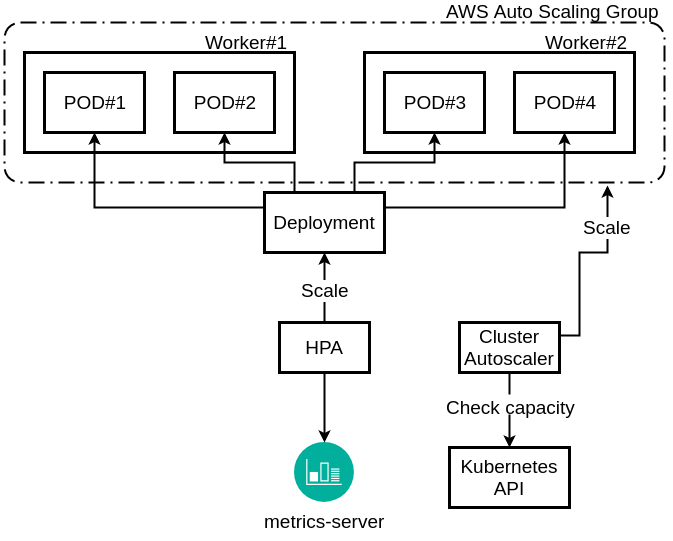 AWS Auto Scaling Group
Worker#1
Worker#2
POD#1
POD#2
POD#3
POD#4
Deployment
Scale
Scale
HPA
Cluster
Autoscaler
Check capacity
Kubernetes
API
metrics-server